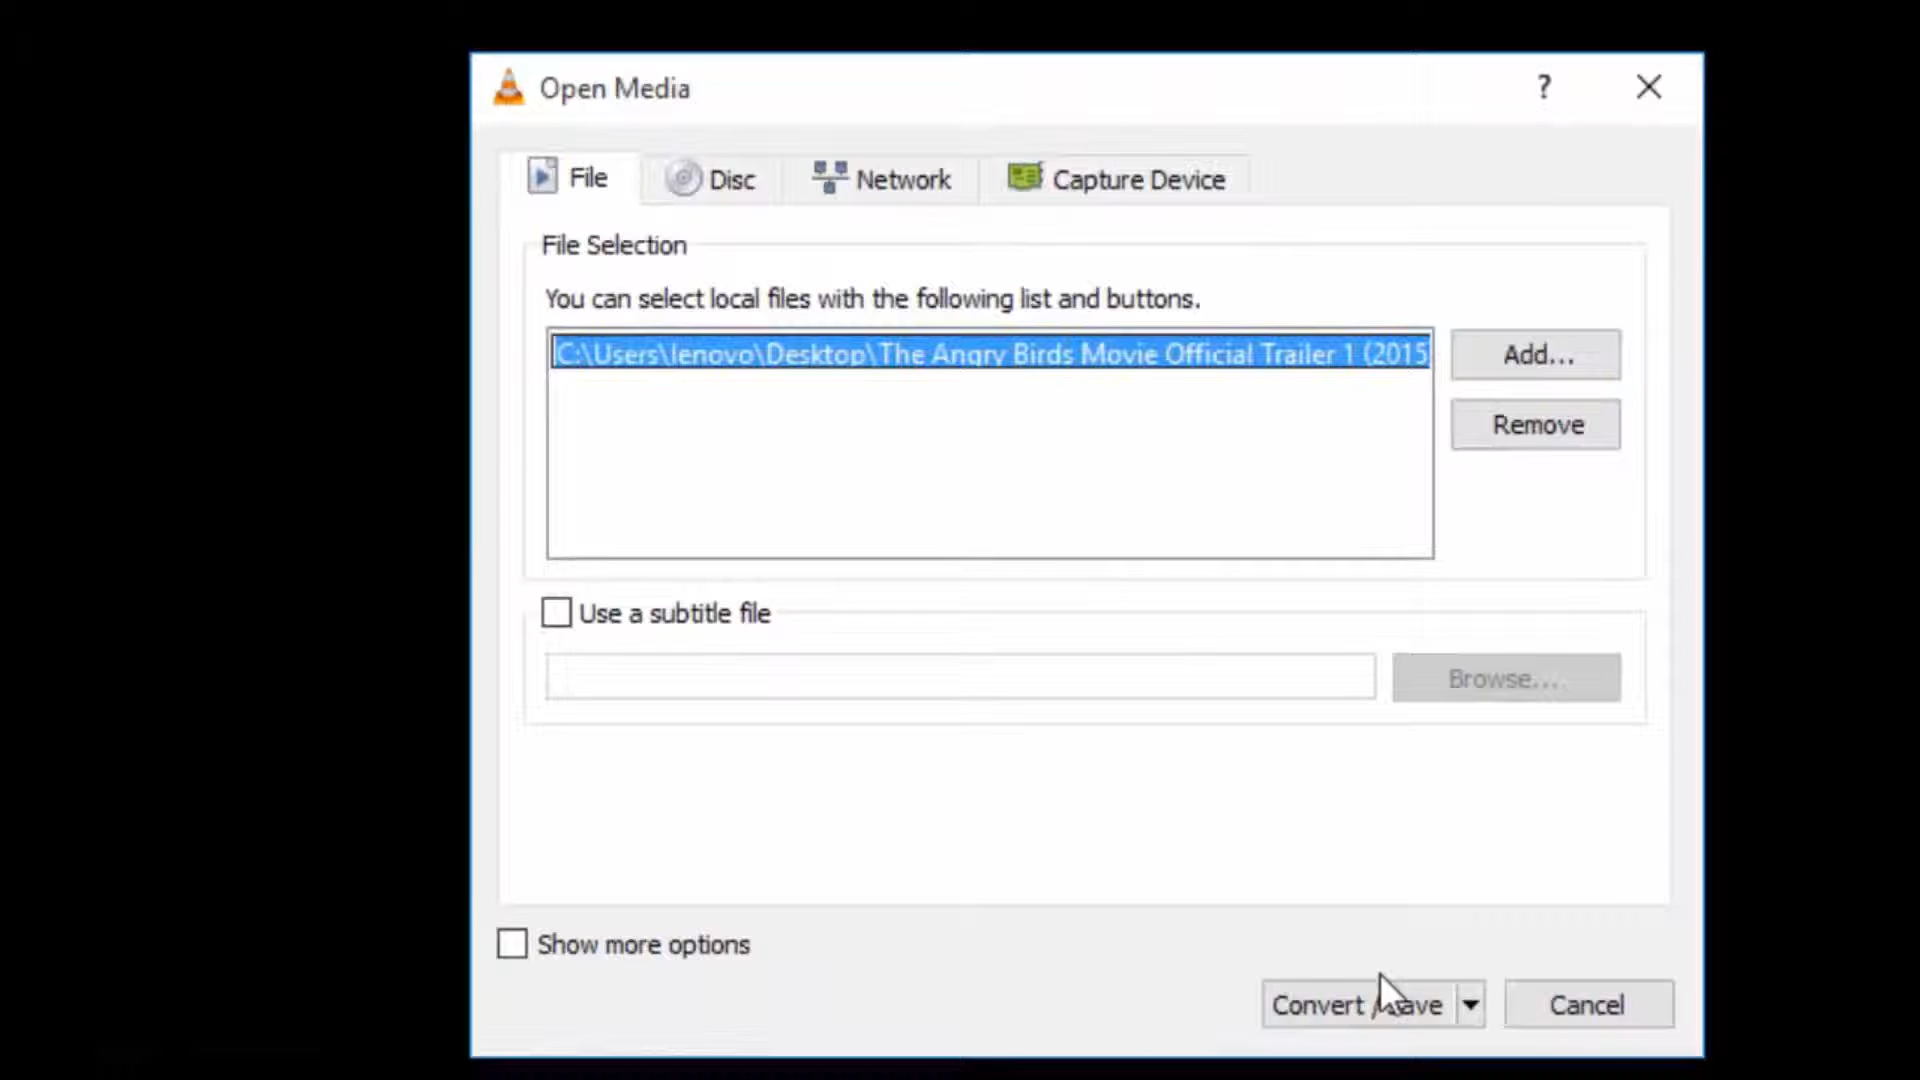 Open Media
?
File
Disc
Network
Capture Device
File Selection
You can select local files with the following list and buttons.
C:\Users\lenovo\Desktop\The Angry Birds Movie Official Trailer 1 (2015
Add...
Remove
Use a subtitle file
Browse...
Show more options
Convert / Save
Cancel